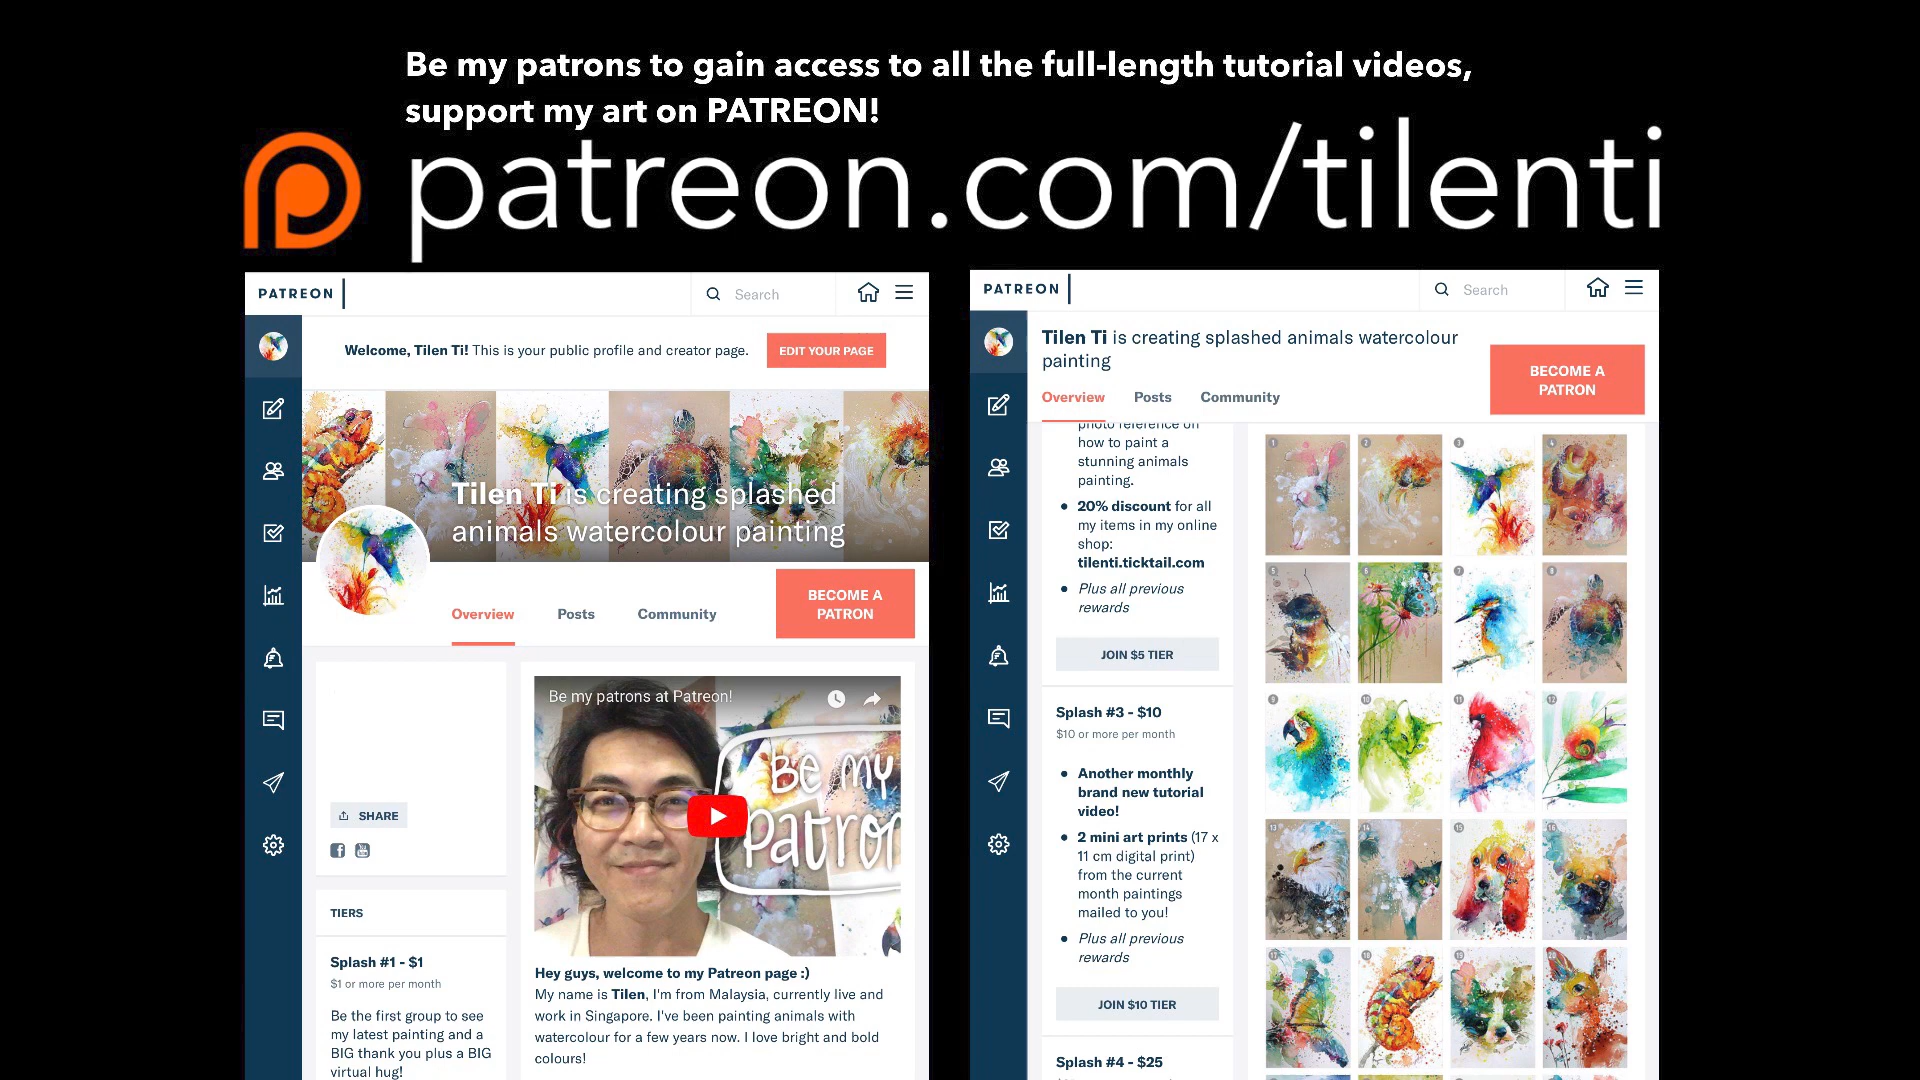 Be my patrons to gain access to all the full-length tutorial videos,
support my art on PATREON!
patreon.com/tilenti
PATREON
Search
Welcome, Tilen Ti! This is your public profile and creator page.
EDIT YOUR PAGE
Tilen Ti is creating splashed
animals watercolour painting
Overview
Posts
Community
BECOME A
PATRON
SHARE
TIERS
Splash #1 - $1
$1 or more per month
Be the first group to see
my latest painting and a
BIG thank you plus a BIG
virtual hug!
Be my patrons at Patreon!
Be my
Hey guys, welcome to my Patreon page :)
My name is Tilen, I'm from Malaysia, currently live and
work in Singapore. I've been painting animals with
watercolour for a few years now. I love bright and bold
colours!
PATREON
Search
Tilen Ti is creating splashed animals watercolour
painting
BECOME A
PATRON
Overview
Posts
Community
photo reference on
how to paint a
stunning animals
painting.
20% discount for all
my items in my online
shop:
tilenti.ticktail.com
Plus all previous
rewards
JOIN $5 TIER
Splash #3 - $10
$10 or more per month
Another monthly
brand new tutorial
video!
2 mini art prints (17 x
11 cm digital print)
from the current
month paintings
mailed to you!
Plus all previous
rewards
JOIN $10 TIER
Splash #4 - $25